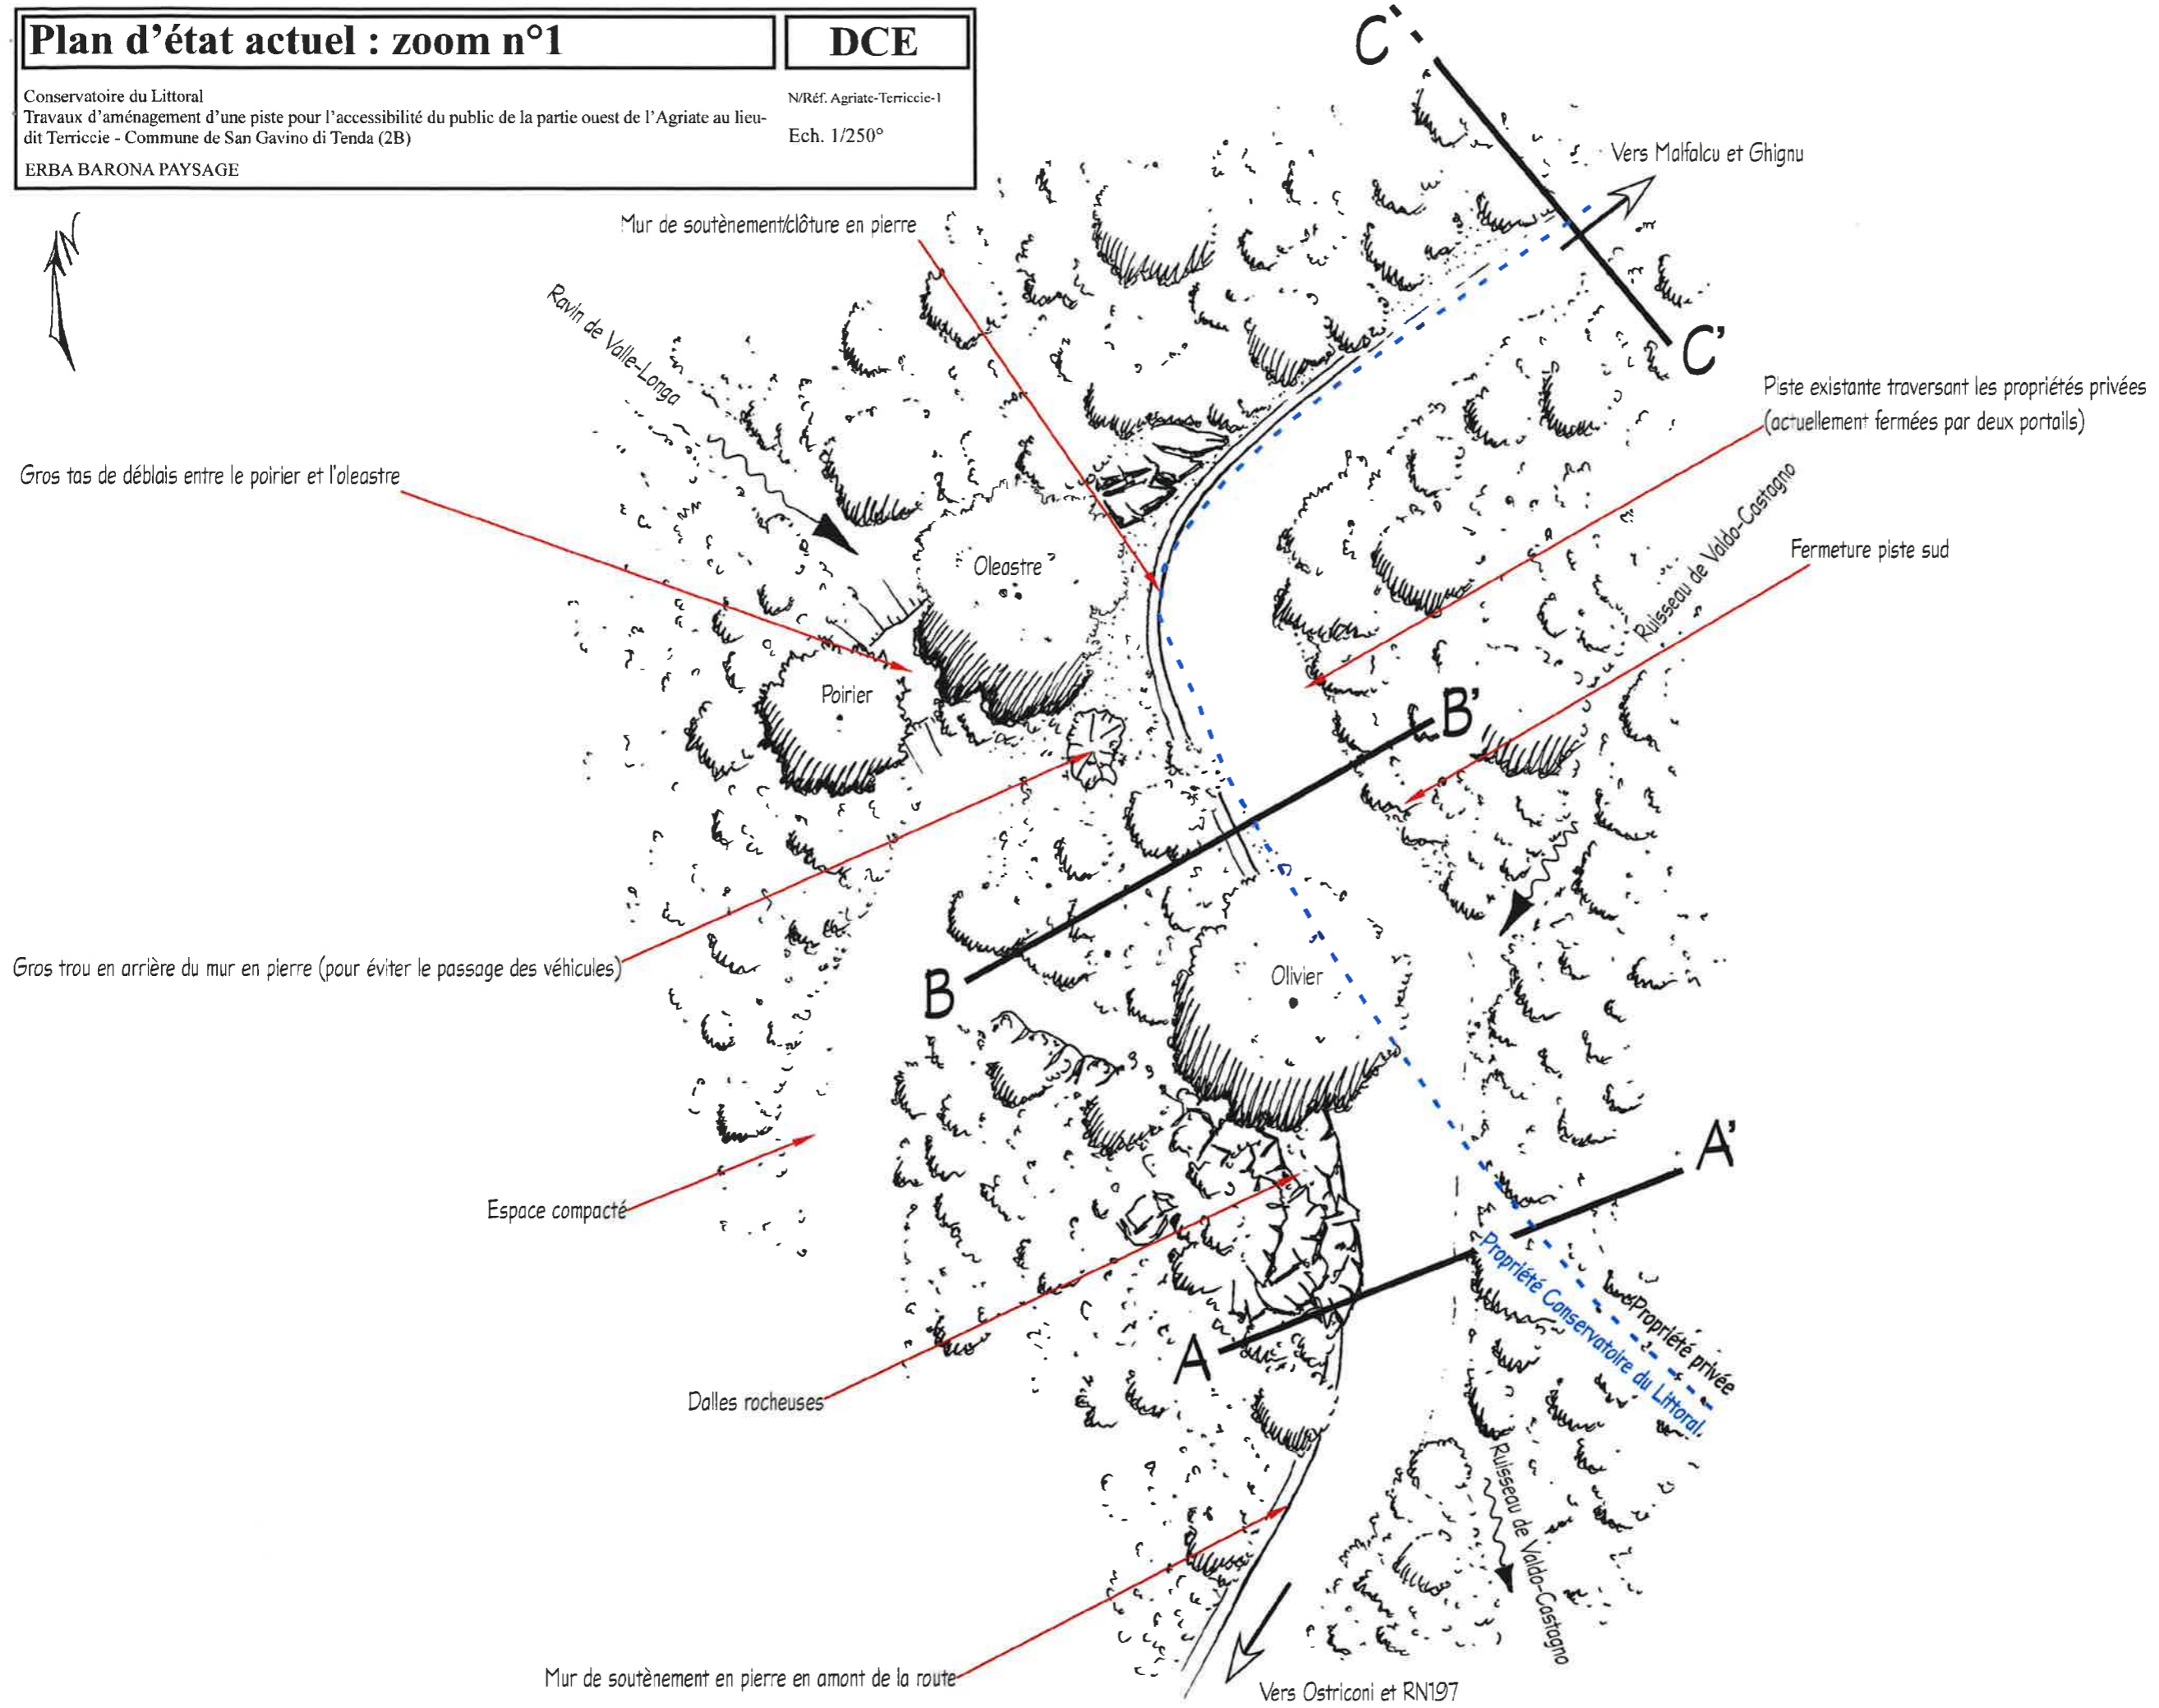 Plan d'état actuel : zoom n°1
DCE
Conservatoire du Littoral
Travaux d'aménagement d'une piste pour l'accessibilité du public de la partie ouest de l'Agriate au lieu-
dit Terriccie - Commune de San Gavino di Tenda (2B)
ERBA BARONA PAYSAGE
N/Réf. Agriate-Terriccie-1
Ech. 1/250°
N
C
Vers Malfalcu et Ghignu
Mur de soutènement/clôture en pierre
Ravin de Valle-Longa
C'
Piste existante traversant les propriétés privées
(actuellement fermées par deux portails)
Gros tas de déblais entre le poirier et l'oleastre
Ruisseau de Valdo-Castagno
Fermeture piste sud
Oleastre
Poirier
B'
Gros trou en arrière du mur en pierre (pour éviter le passage des véhicules)
B
Olivier
A'
Espace compacté
Propriété Conservatoire du Littoral
Propriété privée
A
Dalles rocheuses
Ruisseau de Valdo-Castagno
Mur de soutènement en pierre en amont de la route
Vers Ostriconi et RN197